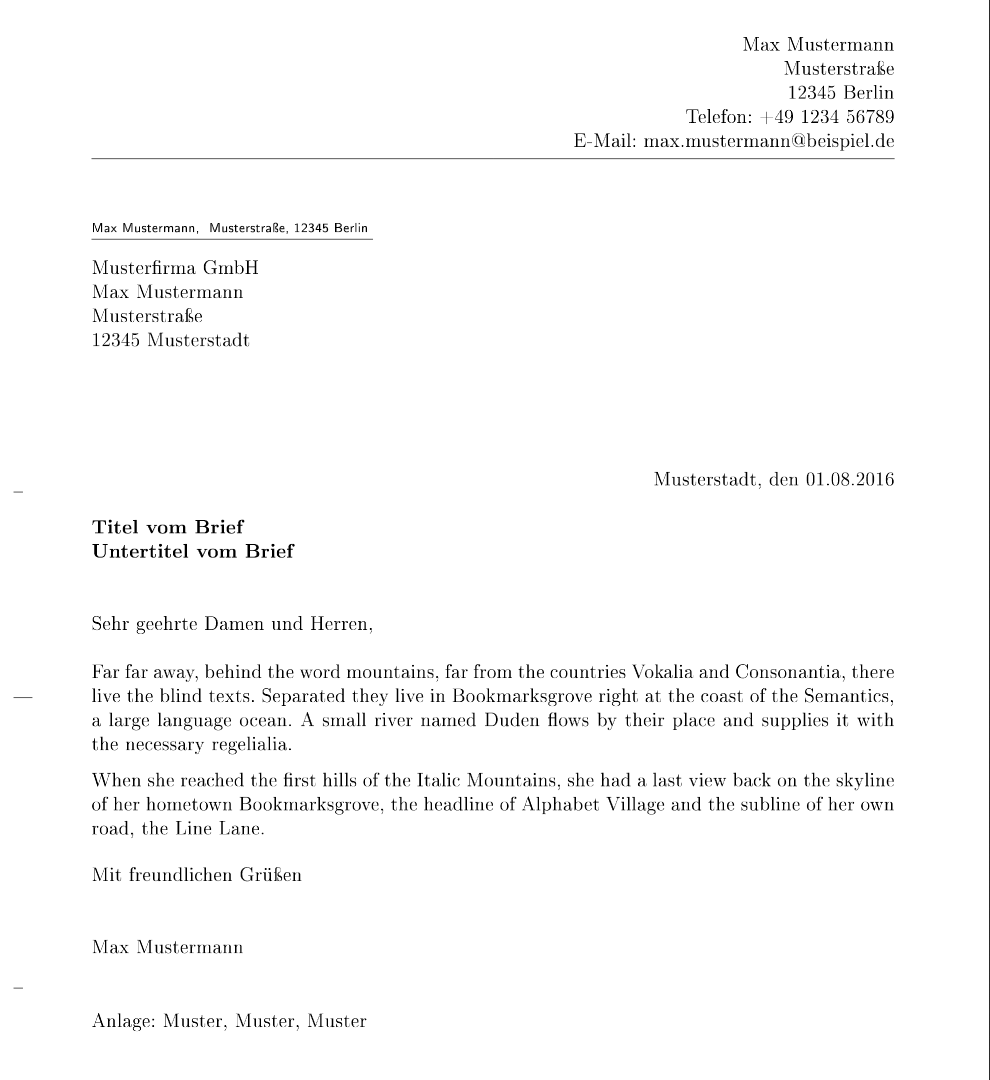 Max Mustermann
Musterstraße
12345 Berlin
Telefon: +49 1234 56789
E-Mail: max.mustermann@beispiel.de
Max Mustermann, Musterstraße, 12345 Berlin
Musterfirma GmbH
Max Mustermann
Musterstraße
12345 Musterstadt
Musterstadt, den 01.08.2016
Titel vom Brief
Untertitel vom Brief
Sehr geehrte Damen und Herren,
Far far away, behind the word mountains, far from the countries Vokalia and Consonantia, there
live the blind texts. Separated they live in Bookmarksgrove right at the coast of the Semantics,
a large language ocean. A small river named Duden flows by their place and supplies it with
the necessary regelialia.
When she reached the first hills of the Italic Mountains, she had a last view back on the skyline
of her hometown Bookmarksgrove, the headline of Alphabet Village and the subline of her own
road, the Line Lane.
Mit freundlichen Grüßen
Max Mustermann
Anlage: Muster, Muster, Muster